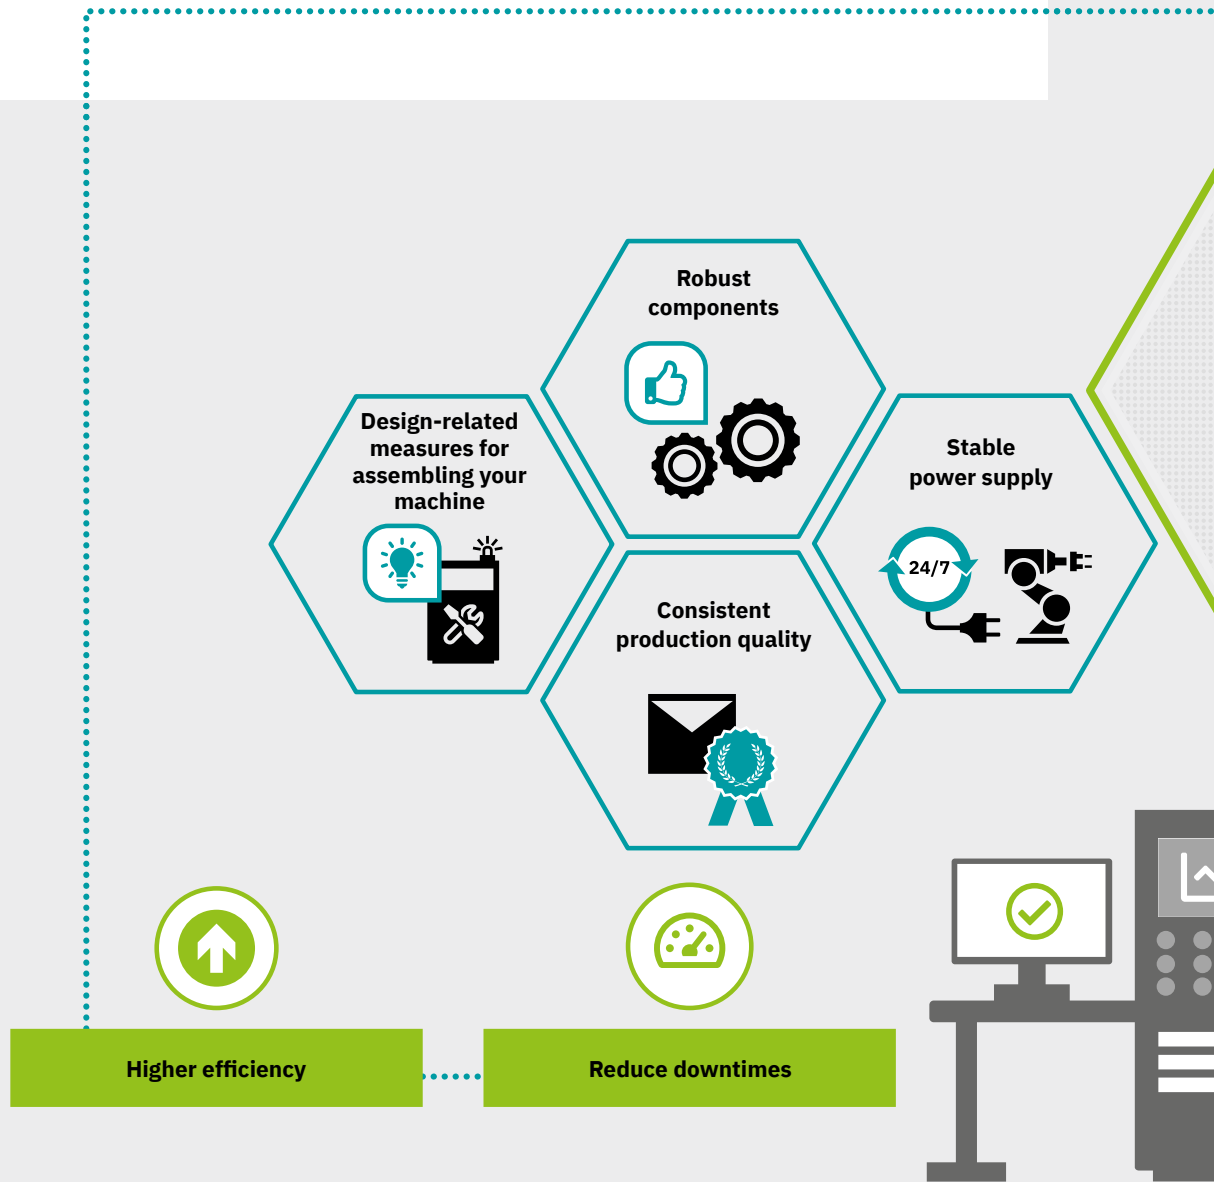 Robust
components
Design-related
measures for
assembling your
machine
Stable
power supply
24/7
Consistent
production quality
Higher efficiency
Reduce downtimes